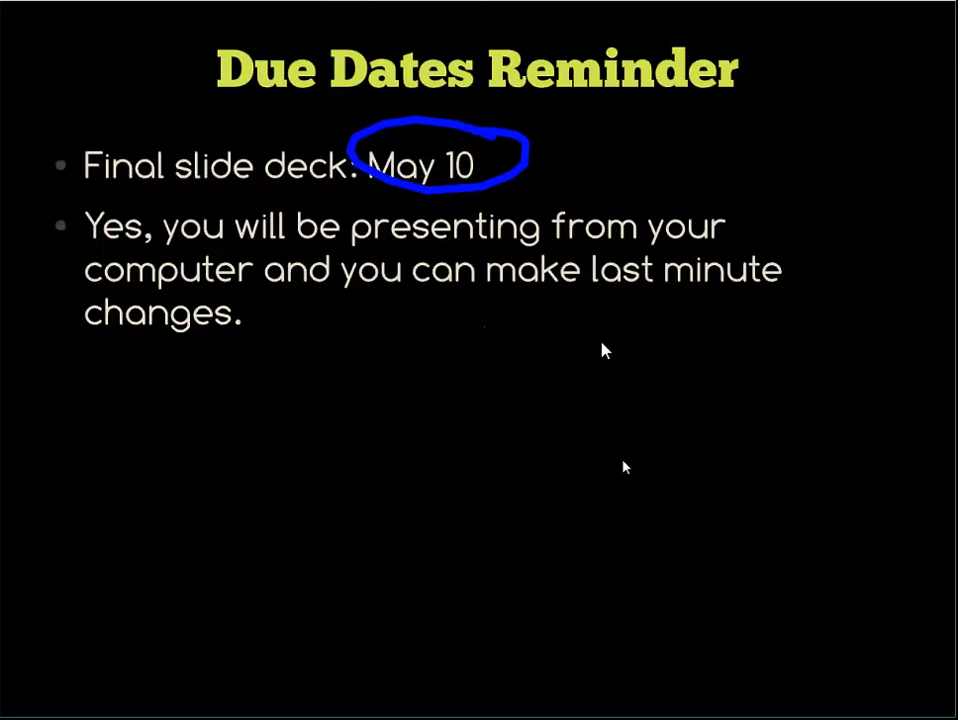 Due Dates Reminder
• Final slide deck: May 10
• Yes, you will be presenting from your
computer and you can make last minute
changes.